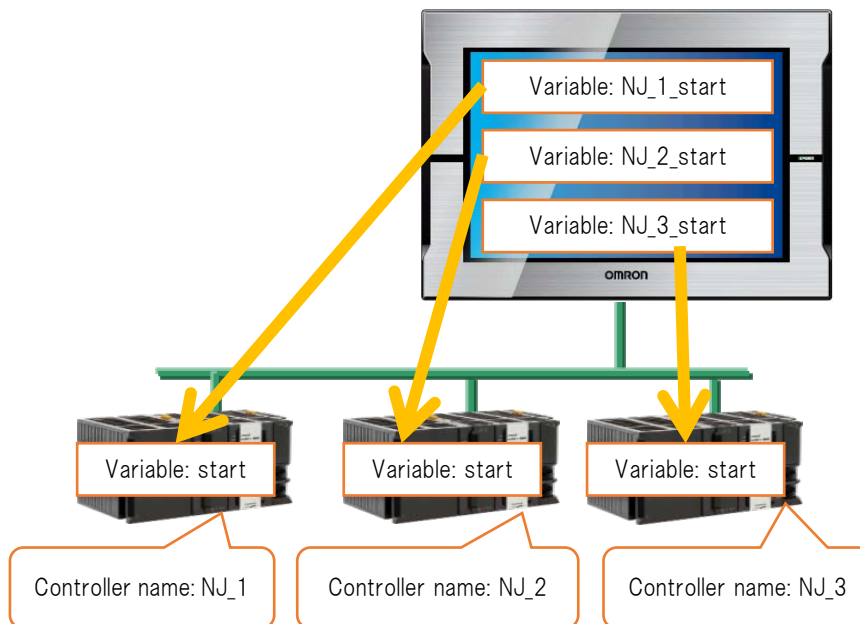 Variable: NJ_1_start
Variable: NJ_2_start
Variable: NJ_3_start
OMRON
Variable: start
Variable: start
Variable: start
Controller name: NJ_1
Controller name: NJ_2
Controller name: NJ_3